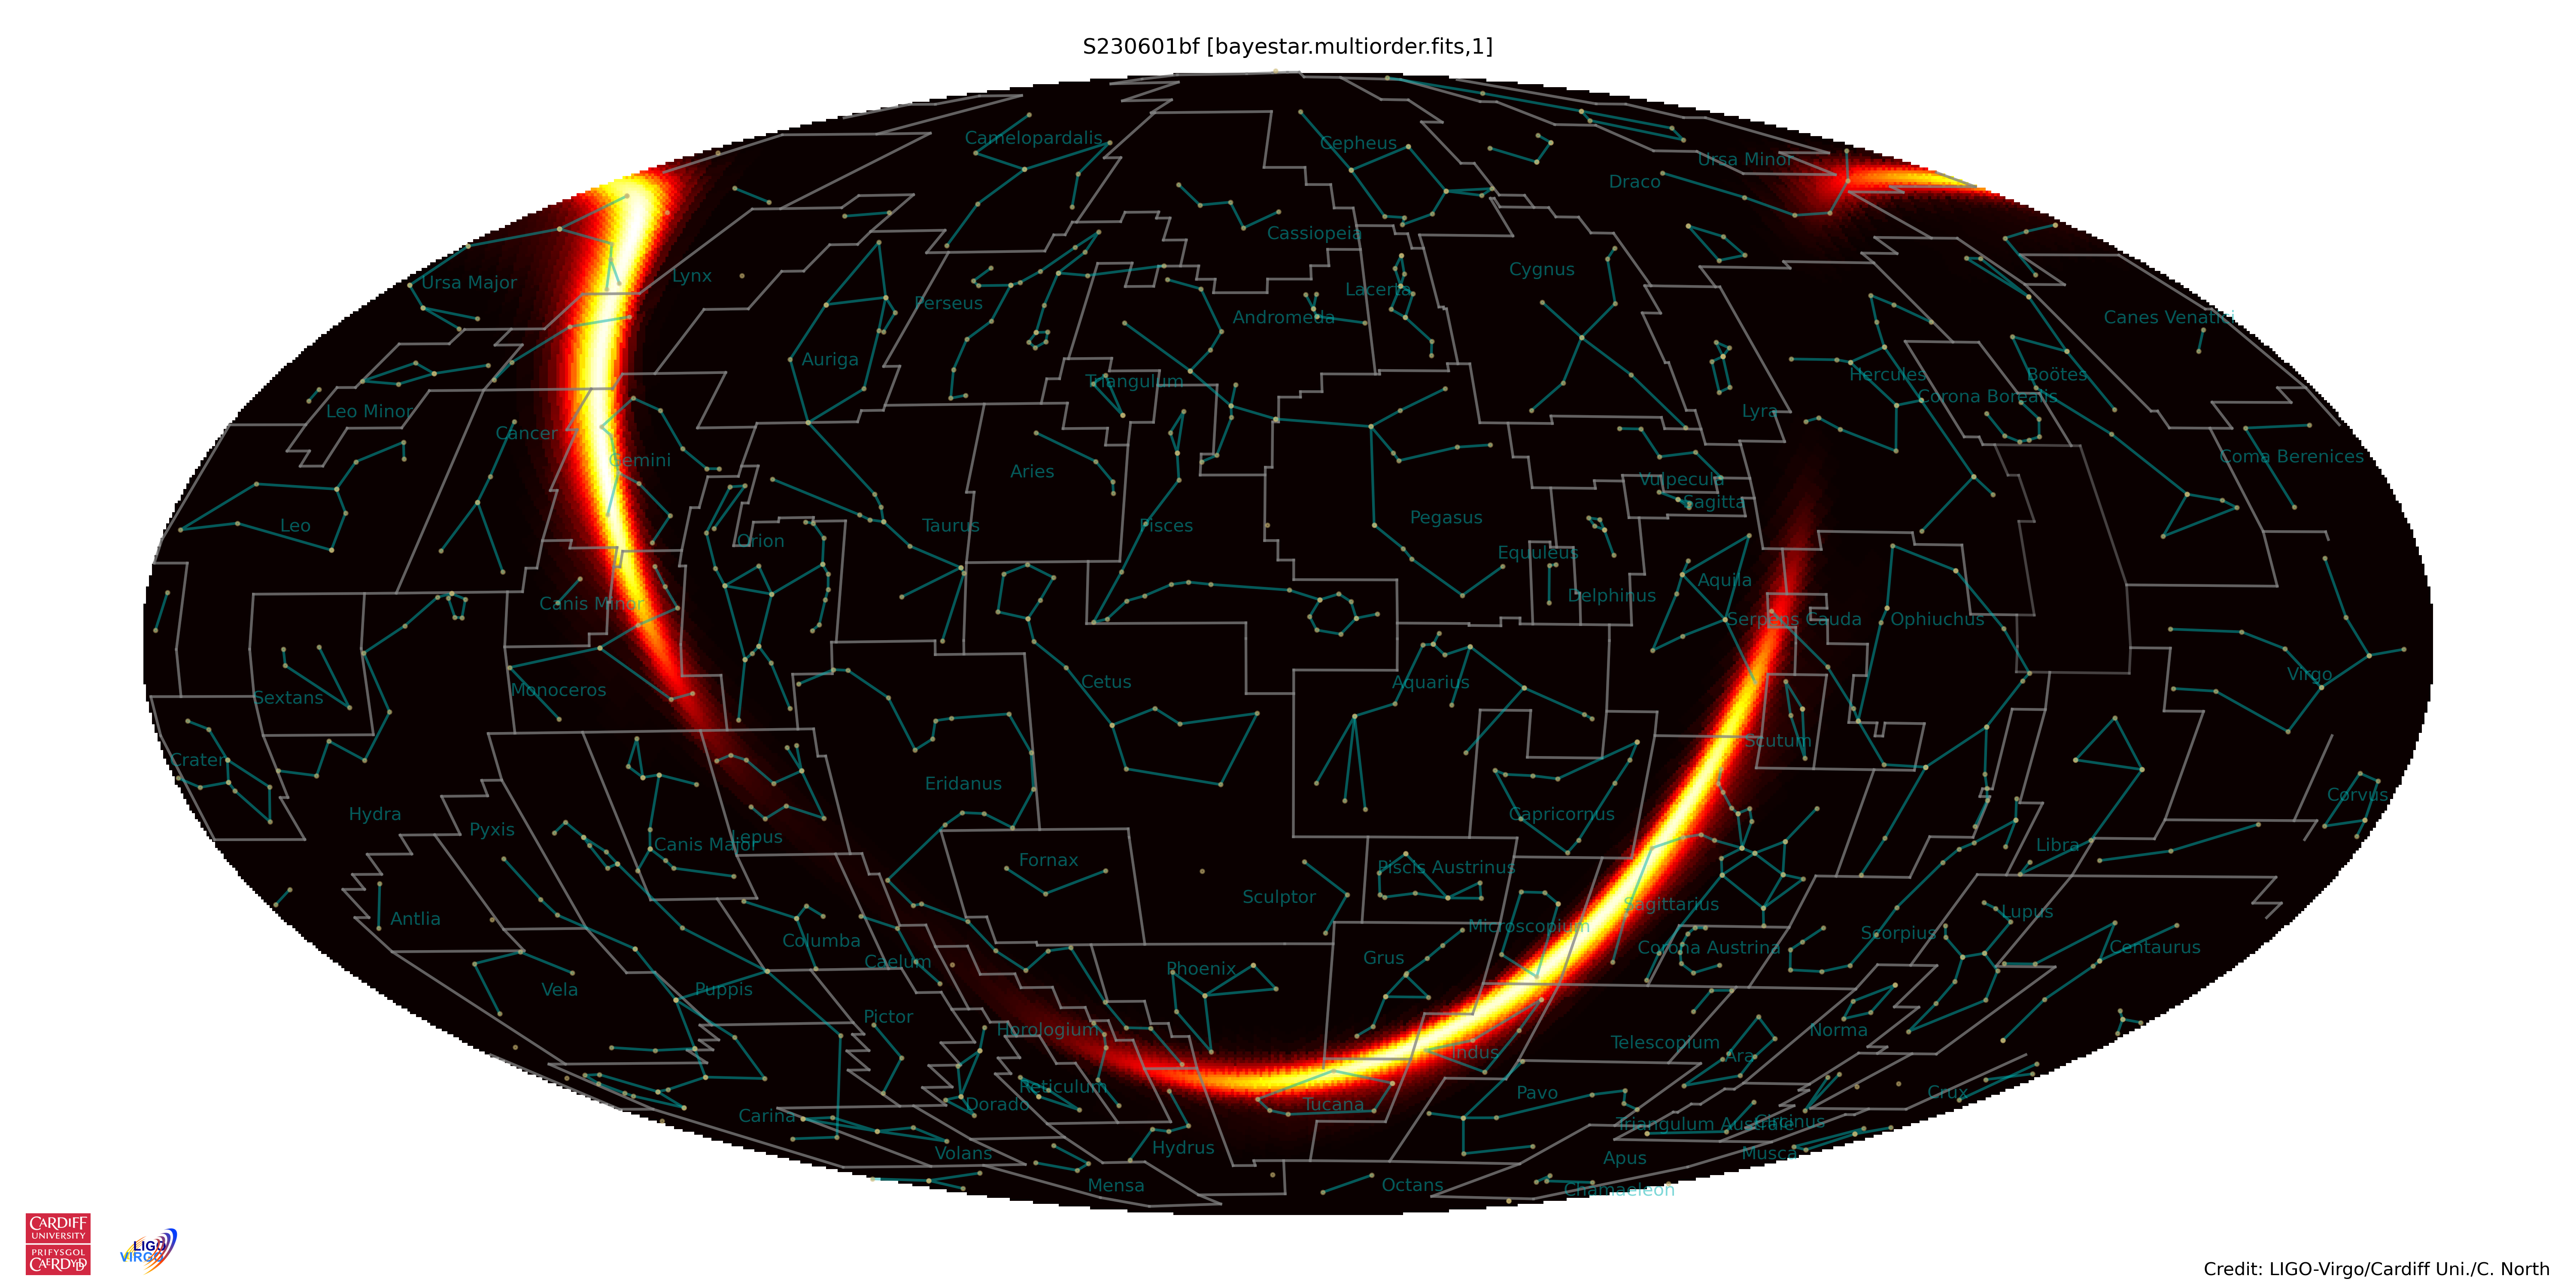 S230601bf [bayestar.multiorder.fits,1]
Camelopardalis
Cepheus
Ursa Minor
Draco
Cassiopeia
Ursa Major
Lynx
Cygnus
Lacerta
Perseus
Andromeda
Canes Venatici
Auriga
Triangulum
Hercules
Boötes
Corona Borealis
Leo Minor
Lyra
Cancer
Gemini
Aries
Coma Berenices
Vulpecula
Sagitta
Leo
Taurus
Pisces
Pegasus
Orion
Equuleus
Aquila
Delphinus
Canis Minor
Serpens Cauda
Ophiuchus
Virgo
Sextans
Monoceros
Cetus
Aquarius
Scutum
Crater
Eridanus
Corvus
Hydra
Capricornus
Pyxis
Lepus
Canis Major
Libra
Fornax
Piscis Austrinus
Sculptor
Sagittarius
Antlia
Microscopium
Lupus
Columba
Scorpius
Corona Austrina
Centaurus
Caelum
Grus
Phoenix
Vela
Puppis
Pictor
Horologium
Norma
Telescopium
Indus
Ara
Reticulum
Pavo
Crux
Dorado
Tucana
Carina
Triangulum Australe
Circinus
Hydrus
Volans
Musca
Apus
Mensa
Octans
Chamaeleon
CARDIFF
UNIVERSITY
PRIFYSGOL
CAERDYDD
LIGO
VIRGO
Credit: LIGO-Virgo/Cardiff Uni./C. North